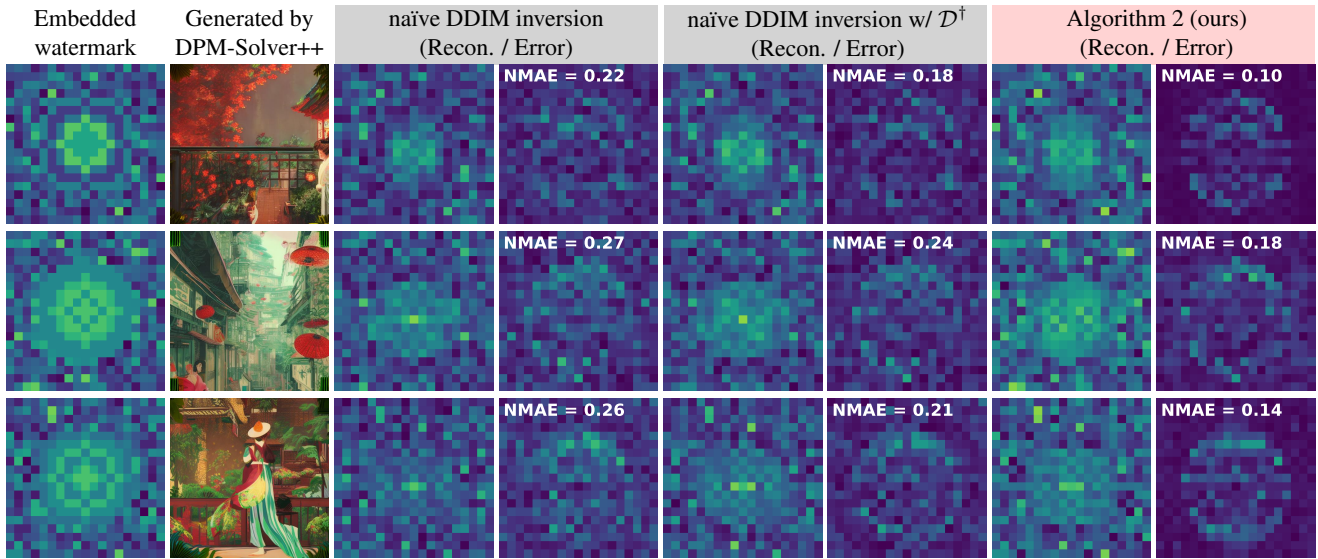 Embedded
watermark
Generated by
DPM-Solver++
naïve DDIM inversion
(Recon. / Error)
naïve DDIM inversion w/ 𝒟†
(Recon. / Error)
Algorithm 2 (ours)
(Recon. / Error)
NMAE = 0.22
NMAE = 0.18
NMAE = 0.10
NMAE = 0.27
NMAE = 0.24
NMAE = 0.18
NMAE = 0.26
NMAE = 0.21
NMAE = 0.14